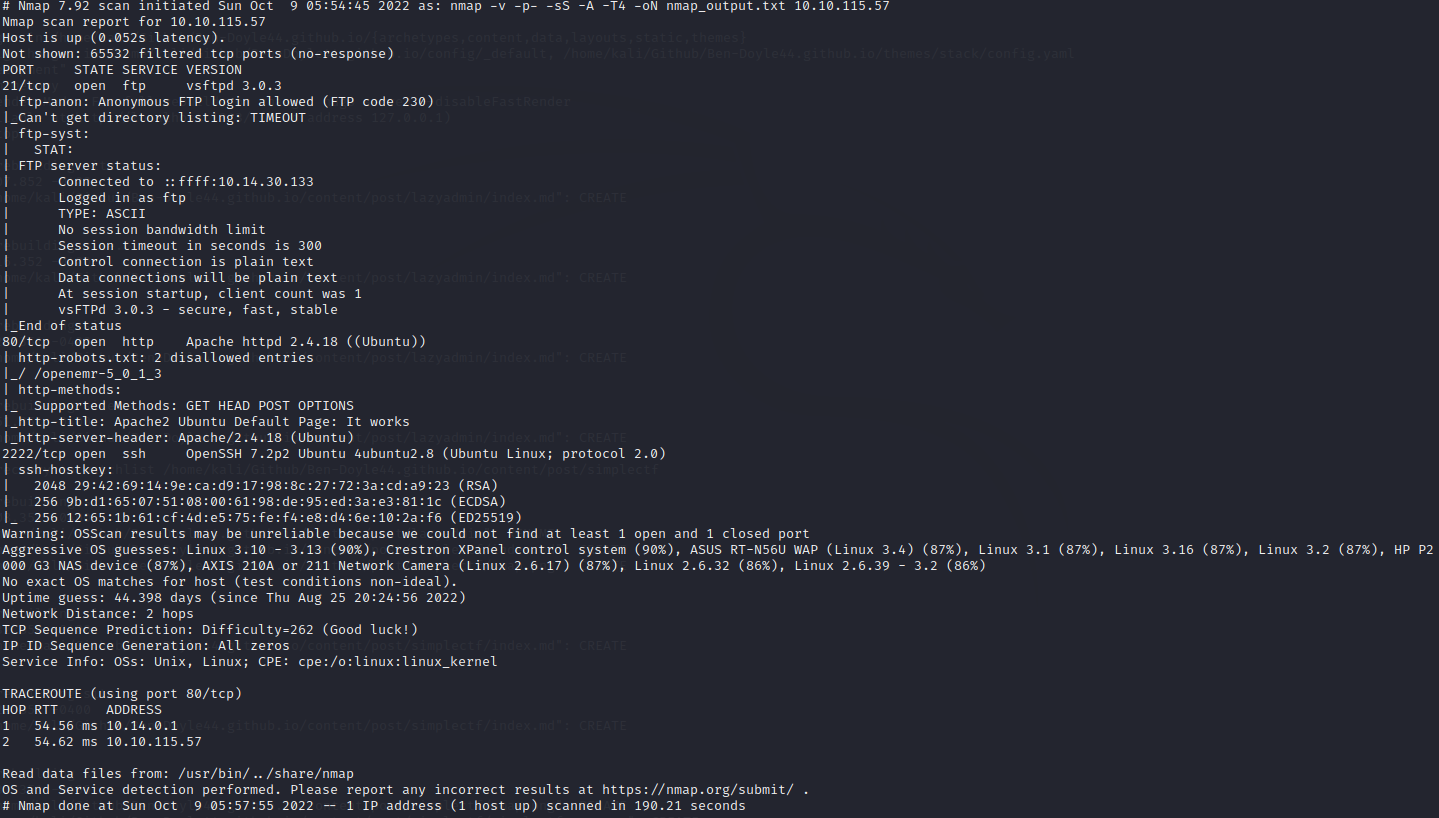 # Nmap 7.92 scan initiated Sun Oct  9 05:54:45 2022 as: nmap -v -p- -sS -A -T4 -oN nmap_output.txt 10.10.115.57
Nmap scan report for 10.10.115.57
Host is up (0.052s latency).
Not shown: 65532 filtered tcp ports (no-response)
PORT     STATE SERVICE VERSION
21/tcp   open  ftp     vsftpd 3.0.3
| ftp-anon: Anonymous FTP login allowed (FTP code 230)
|_Can't get directory listing: TIMEOUT
| ftp-syst:
|   STAT:
| FTP server status:
|      Connected to ::ffff:10.14.30.133
|      Logged in as ftp
|      TYPE: ASCII
|      No session bandwidth limit
|      Session timeout in seconds is 300
|      Control connection is plain text
|      Data connections will be plain text
|      At session startup, client count was 1
|      vsFTPd 3.0.3 - secure, fast, stable
|_End of status
80/tcp   open  http    Apache httpd 2.4.18 ((Ubuntu))
| http-robots.txt: 2 disallowed entries
|_/ /openemr-5_0_1_3
| http-methods:
|_  Supported Methods: GET HEAD POST OPTIONS
|_http-title: Apache2 Ubuntu Default Page: It works
|_http-server-header: Apache/2.4.18 (Ubuntu)
2222/tcp open  ssh     OpenSSH 7.2p2 Ubuntu 4ubuntu2.8 (Ubuntu Linux; protocol 2.0)
| ssh-hostkey:
|   2048 29:42:69:14:9e:ca:d9:17:98:8c:27:72:3a:cd:a9:23 (RSA)
|   256 9b:d1:65:07:51:08:00:61:98:de:95:ed:3a:e3:81:1c (ECDSA)
|_  256 12:65:1b:61:cf:4d:e5:75:fe:f4:e8:d4:6e:10:2a:f6 (ED25519)
Warning: OSScan results may be unreliable because we could not find at least 1 open and 1 closed port
Aggressive OS guesses: Linux 3.10 - 3.13 (90%), Crestron XPanel control system (90%), ASUS RT-N56U WAP (Linux 3.4) (87%), Linux 3.1 (87%), Linux 3.16 (87%), Linux 3.2 (87%), HP P2
000 G3 NAS device (87%), AXIS 210A or 211 Network Camera (Linux 2.6.17) (87%), Linux 2.6.32 (86%), Linux 2.6.39 - 3.2 (86%)
No exact OS matches for host (test conditions non-ideal).
Uptime guess: 44.398 days (since Thu Aug 25 20:24:56 2022)
Network Distance: 2 hops
TCP Sequence Prediction: Difficulty=262 (Good luck!)
IP ID Sequence Generation: All zeros
Service Info: OSs: Unix, Linux; CPE: cpe:/o:linux:linux_kernel

TRACEROUTE (using port 80/tcp)
HOP RTT      ADDRESS
1   54.56 ms 10.14.0.1
2   54.62 ms 10.10.115.57

Read data files from: /usr/bin/../share/nmap
OS and Service detection performed. Please report any incorrect results at https://nmap.org/submit/ .
# Nmap done at Sun Oct  9 05:57:55 2022 -- 1 IP address (1 host up) scanned in 190.21 seconds